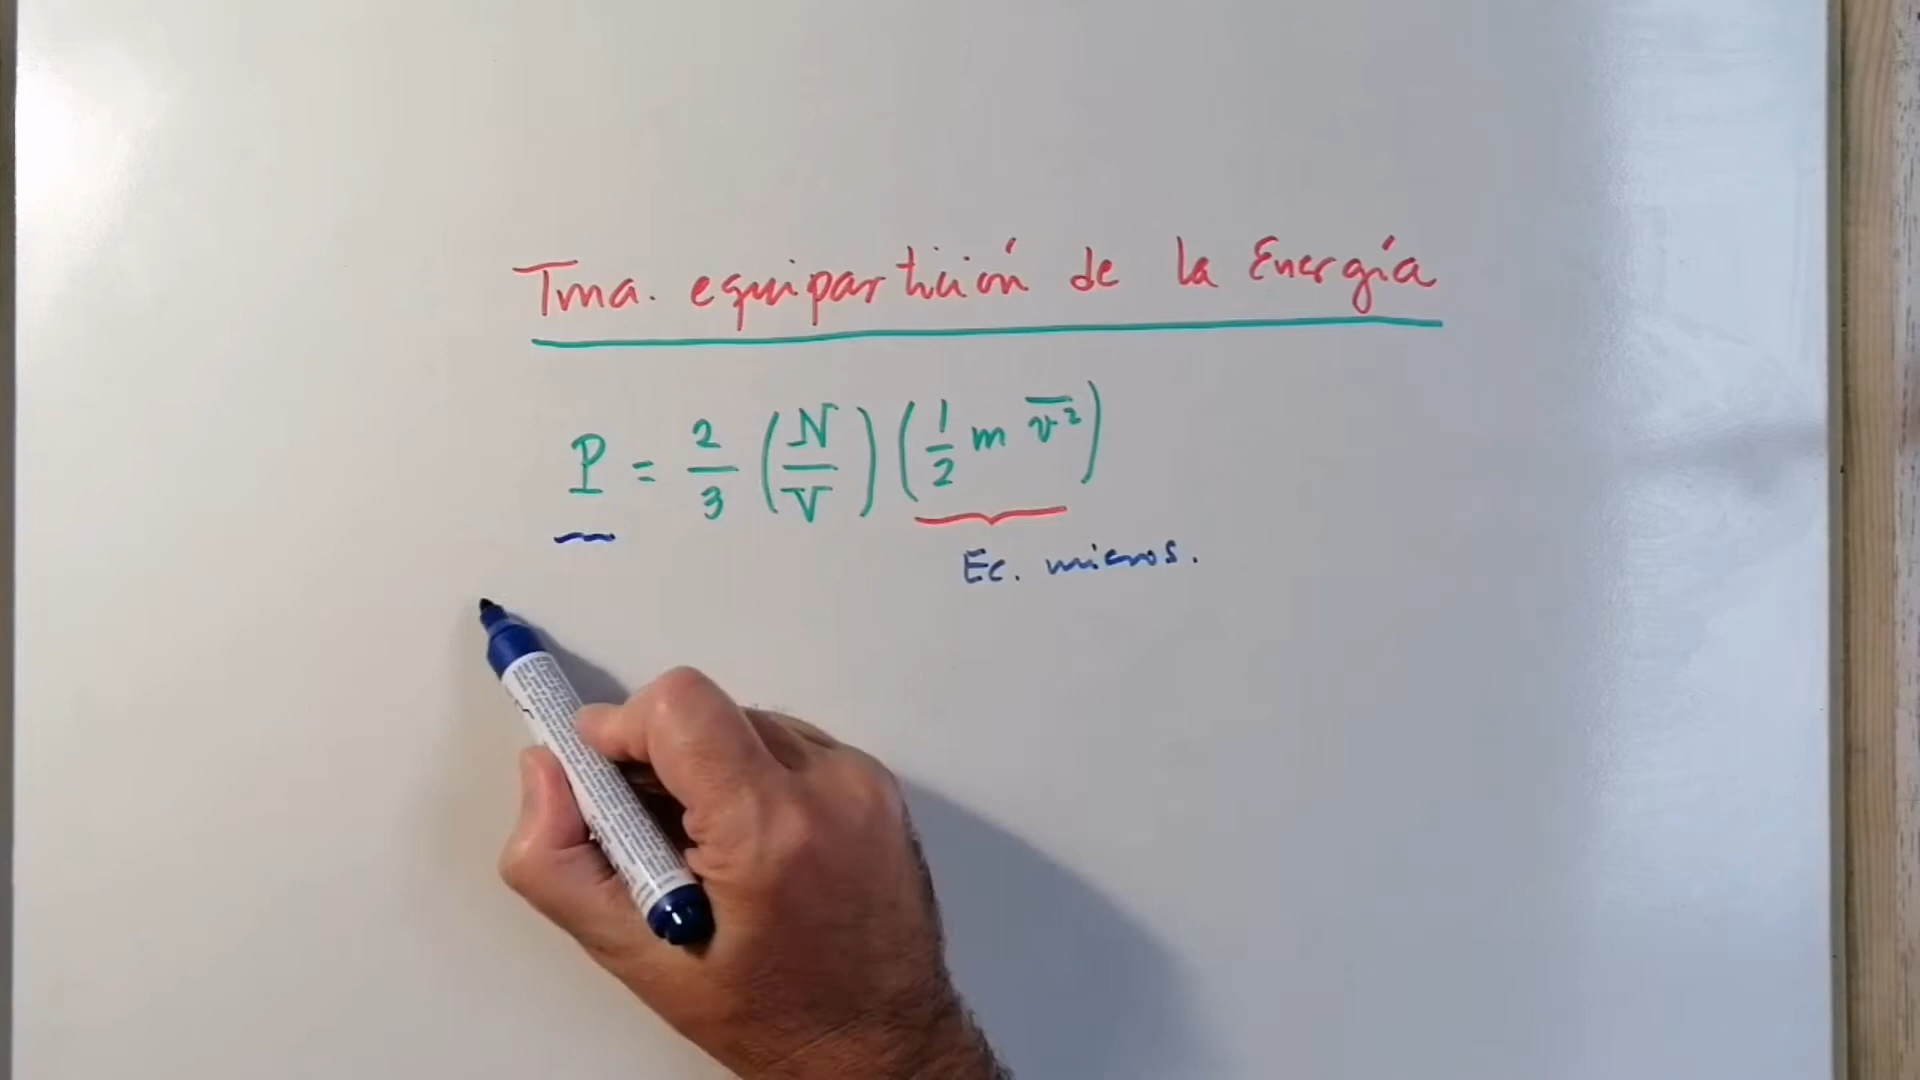 Tma. equipartición de la Energía
P = 2/3 (N/V) (1/2 m v̅²)
Ec. micros.